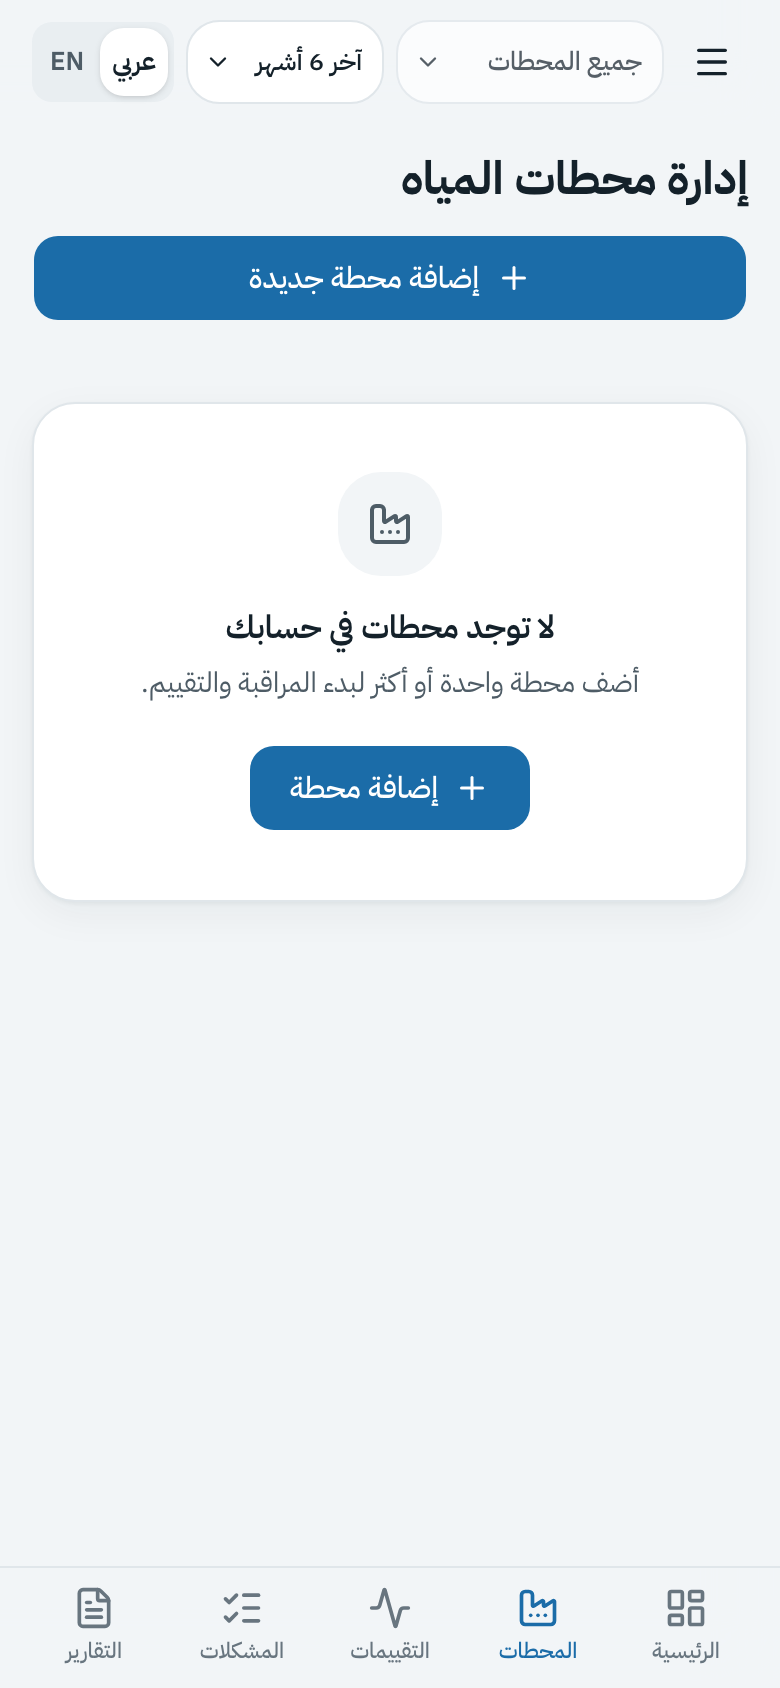 جميع المحطات
آخر 6 أشهر
عربي
EN
إدارة محطات المياه
إضافة محطة جديدة
لا توجد محطات في حسابك
أضف محطة واحدة أو أكثر لبدء المراقبة والتقييم.
إضافة محطة
الرئيسية
المحطات
التقييمات
المشكلات
التقارير